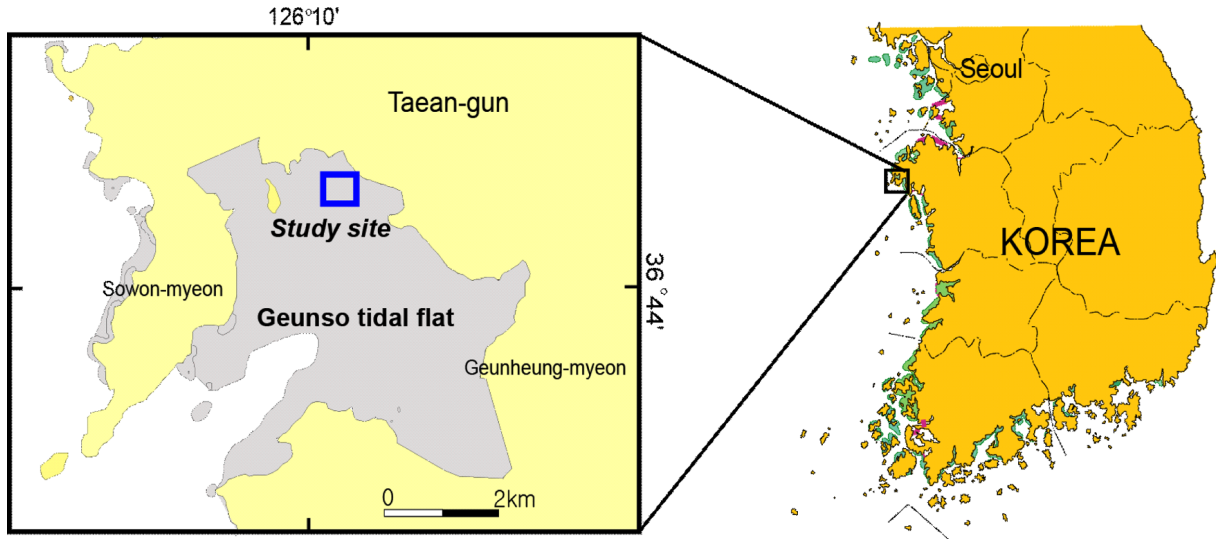 126°10'
Taean-gun
Study site
Sowon-myeon
Geunso tidal flat
Geunheung-myeon
36°44'
0 2km
Seoul
KOREA